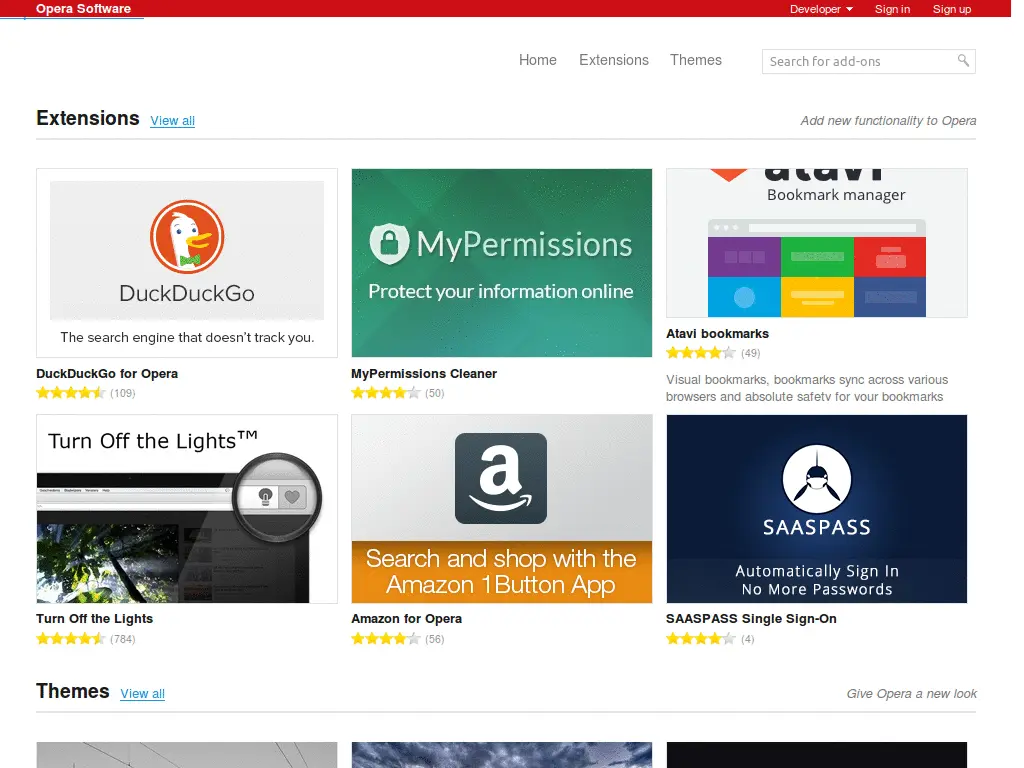 Opera Software
Developer
Sign in
Sign up
Home
Extensions
Themes
Search for add-ons
Extensions
View all
Add new functionality to Opera
DuckDuckGo
The search engine that doesn't track you.
DuckDuckGo for Opera
(109)
MyPermissions
Protect your information online
MyPermissions Cleaner
(50)
atavi
Bookmark manager
Atavi bookmarks
(49)
Visual bookmarks, bookmarks sync across various
browsers and absolute safety for your bookmarks
Turn Off the Lights™
Turn Off the Lights
(784)
a
Search and shop with the
Amazon 1Button App
Amazon for Opera
(56)
SAASPASS
Automatically Sign In
No More Passwords
SAASPASS Single Sign-On
(4)
Themes
View all
Give Opera a new look